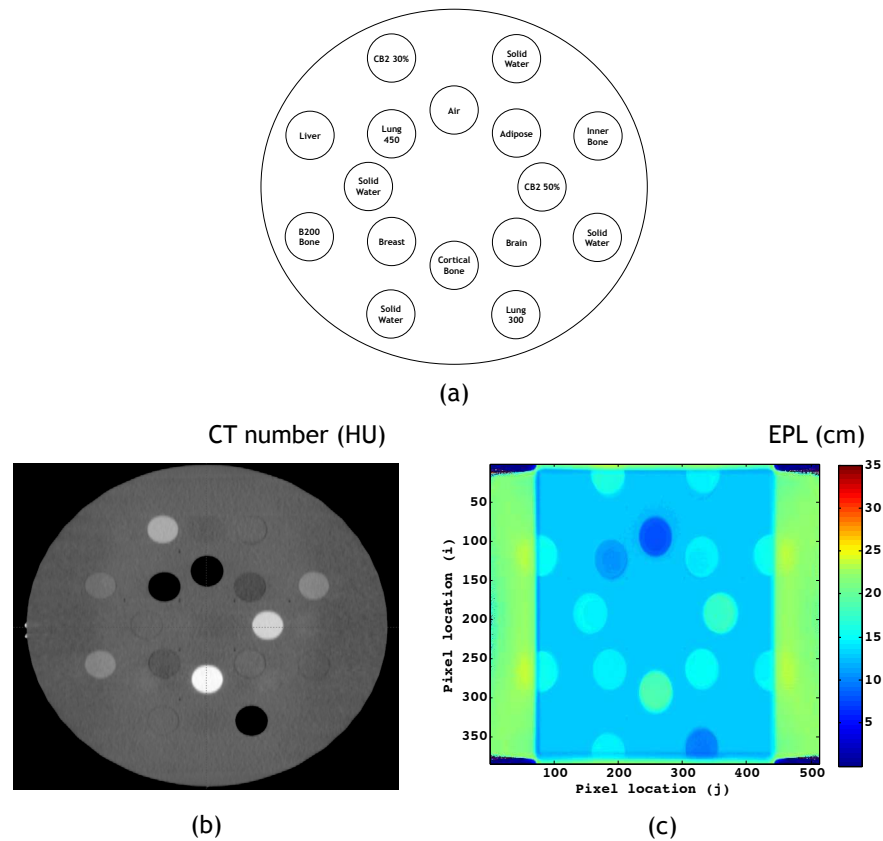 CB2 30%
Solid
Water
Air
Liver
Lung
450
Adipose
Inner
Bone
Solid
Water
CB2 50%
B200
Bone
Breast
Brain
Solid
Water
Cortical
Bone
Solid
Water
Lung
300
(a)
CT number (HU)
EPL (cm)
(b)
50
100
150
200
250
300
350
Pixel location (i)
100
200
300
400
500
Pixel location (j)
35
30
25
20
15
10
5
(c)